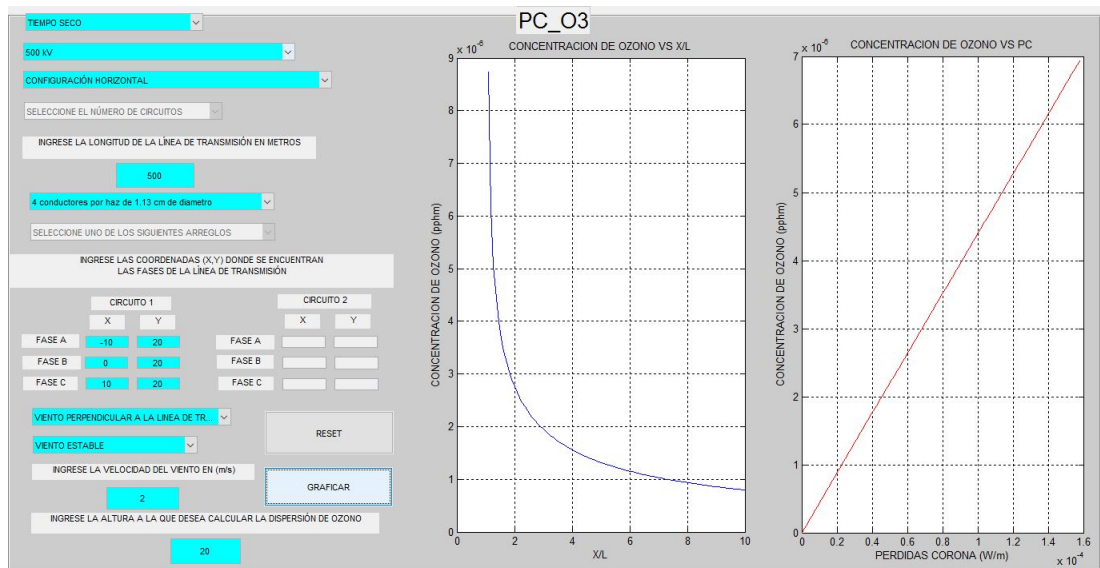 PC_O3
TIEMPO SECO
500 kV
CONFIGURACIÓN HORIZONTAL
SELECCIONE EL NÚMERO DE CIRCUITOS
INGRESE LA LONGITUD DE LA LÍNEA DE TRANSMISIÓN EN METROS
500
4 conductores por haz de 1.13 cm de diametro
SELECCIONE UNO DE LOS SIGUIENTES ARREGLOS
INGRESE LAS COORDENADAS (X,Y) DONDE SE ENCUENTRAN
LAS FASES DE LA LÍNEA DE TRANSMISIÓN
CIRCUITO 1
X Y
FASE A -10 20
FASE B 0 20
FASE C 10 20
CIRCUITO 2
X Y
FASE A
FASE B
FASE C
VIENTO PERPENDICULAR A LA LINEA DE TR...
VIENTO ESTABLE
RESET
INGRESE LA VELOCIDAD DEL VIENTO EN (m/s)
2
GRAFICAR
INGRESE LA ALTURA A LA QUE DESEA CALCULAR LA DISPERSIÓN DE OZONO
20
CONCENTRACION DE OZONO VS X/L
x 10^-6
9
8
7
6
5
4
3
2
1
0
CONCENTRACION DE OZONO (pphm)
0 2 4 6 8 10
X/L
CONCENTRACION DE OZONO VS PC
x 10^-6
7
6
5
4
3
2
1
0
CONCENTRACION DE OZONO (pphm)
0 0.2 0.4 0.6 0.8 1 1.2 1.4 1.6
PERDIDAS CORONA (W/m)
x 10^-4